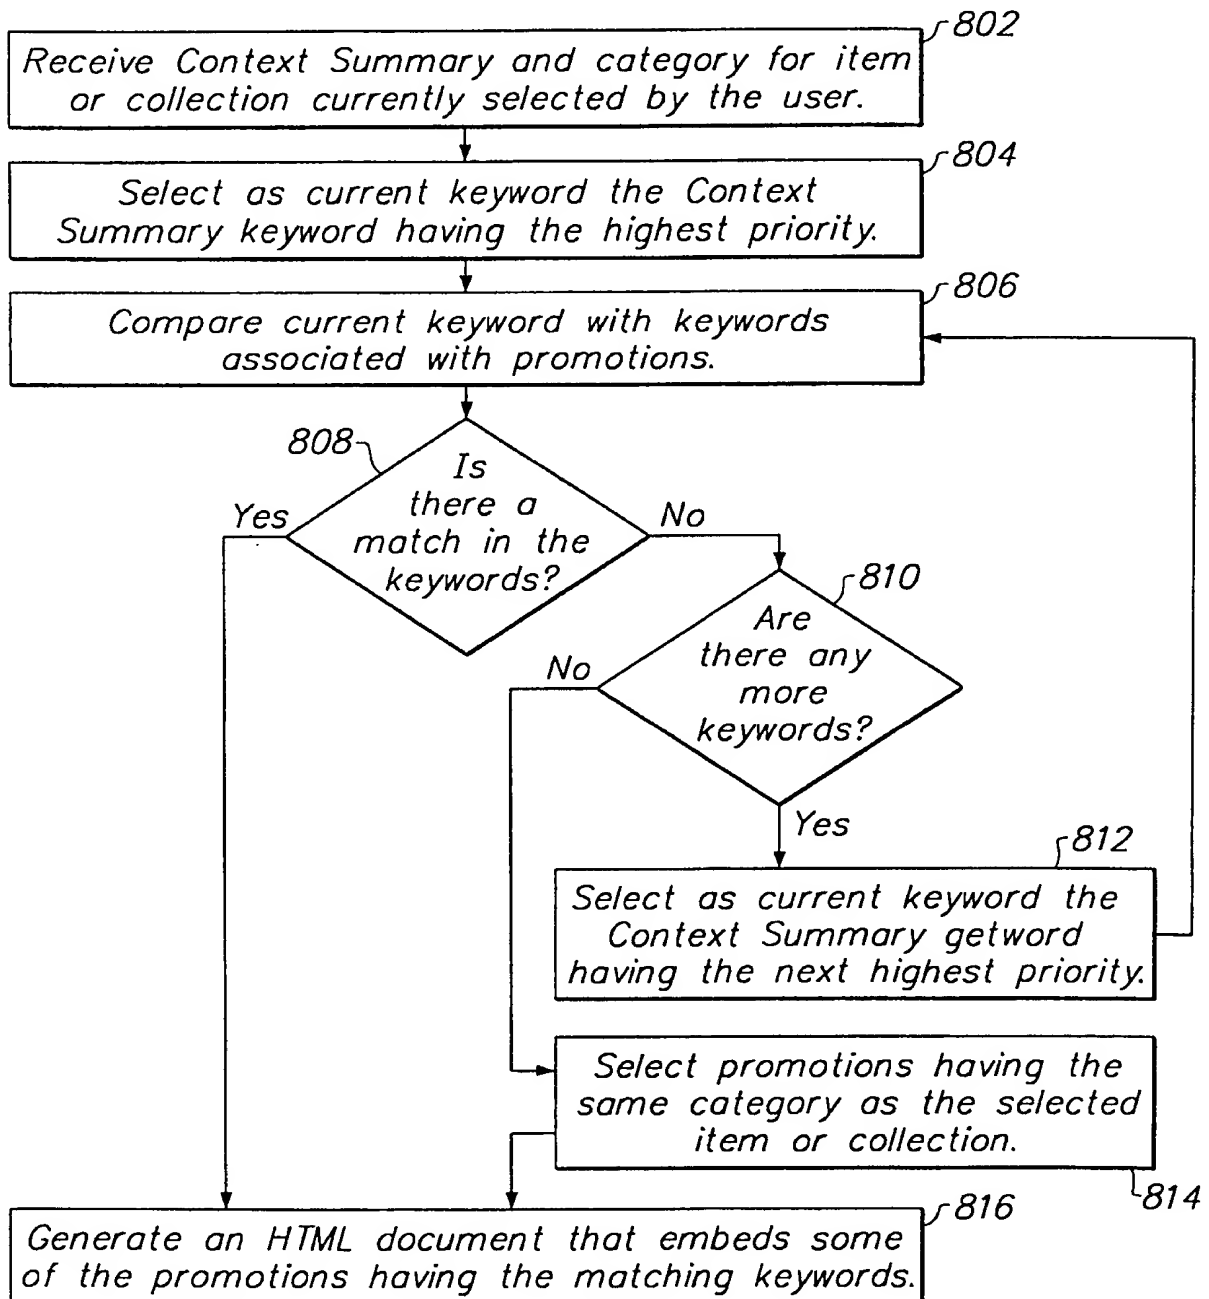 802
Receive Context Summary and category for item
or collection currently selected by the user.
804
Select as current keyword the Context
Summary keyword having the highest priority.
806
Compare current keyword with keywords
associated with promotions.
808
Is
there a
match in the
keywords?
Yes
No
810
Are
there any
more
keywords?
No
Yes
812
Select as current keyword the
Context Summary getword
having the next highest priority.
Select promotions having the
same category as the selected
item or collection.
814
816
Generate an HTML document that embeds some
of the promotions having the matching keywords.